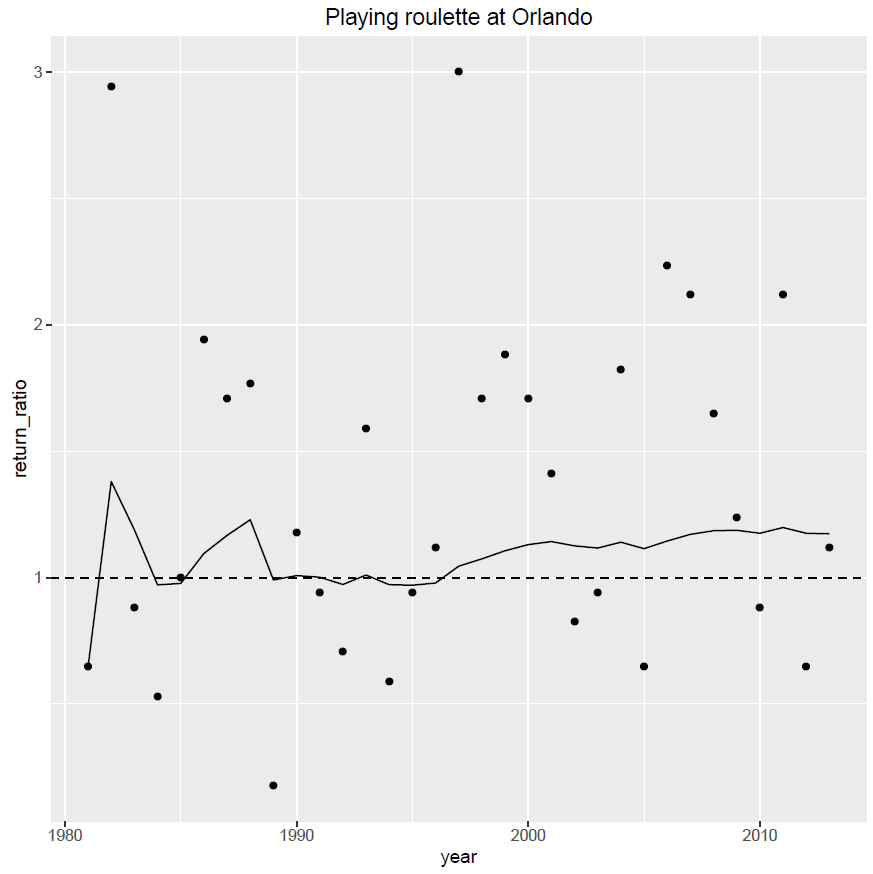 Playing roulette at Orlando
return_ratio
3
2
1
1980
1990
2000
2010
year